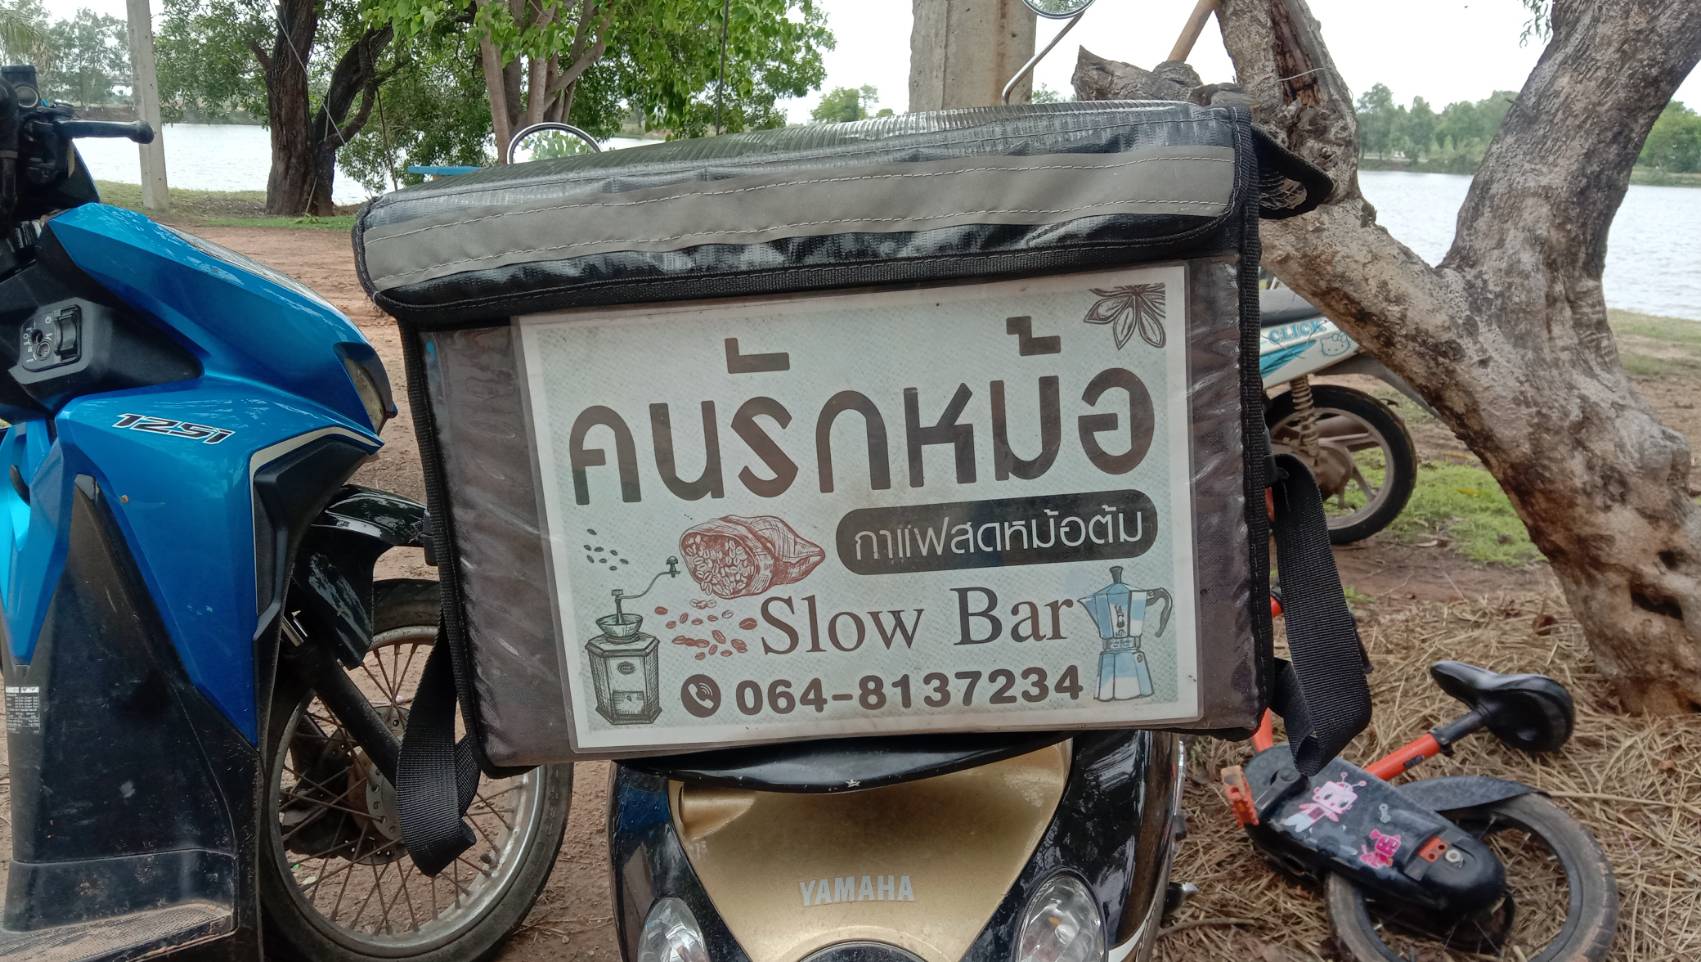 คนรักหม้อ
กาแฟสดหม้อต้ม
Slow Bar
064-8137234
125i
CLICK
YAMAHA